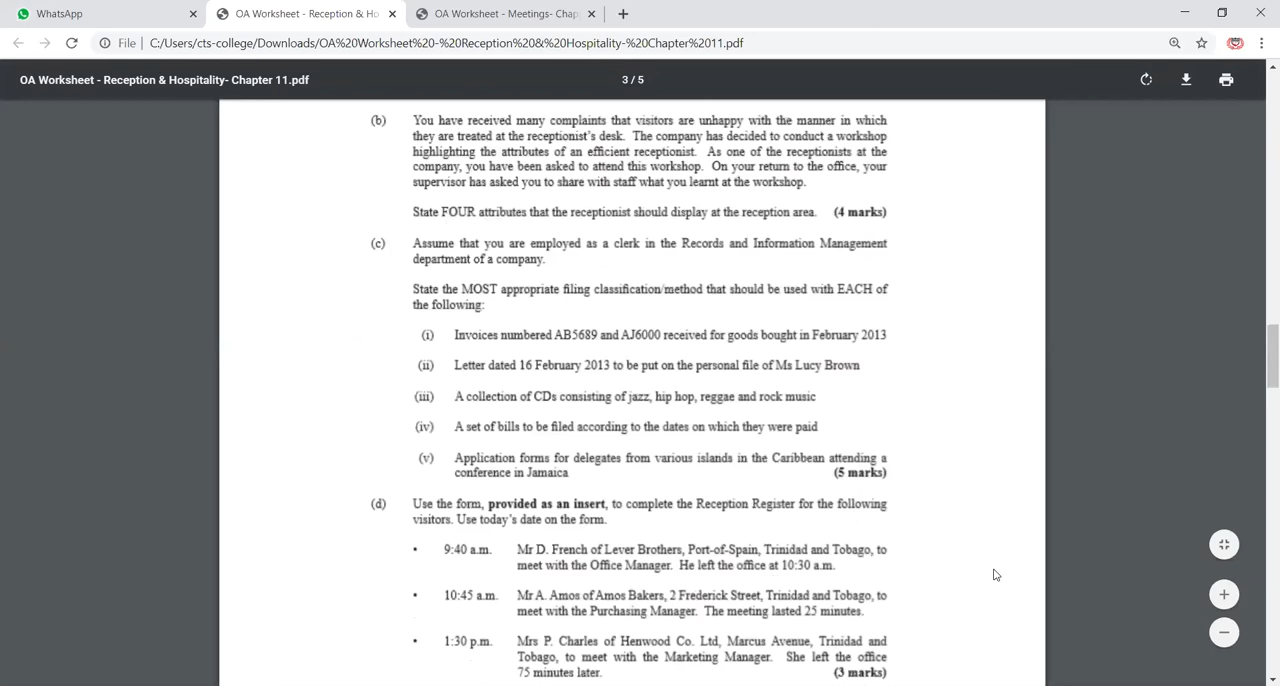 WhatsApp
OA Worksheet - Reception & Ho
OA Worksheet - Meetings- Chap
File
C:/Users/cts-college/Downloads/OA%20Worksheet%20-%20Reception%20&%20Hospitality-%20Chapter%2011.pdf
OA Worksheet - Reception & Hospitality- Chapter 11.pdf
3 / 5
(b) You have received many complaints that visitors are unhappy with the manner in which
they are treated at the receptionist's desk. The company has decided to conduct a workshop
highlighting the attributes of an efficient receptionist. As one of the receptionists at the
company, you have been asked to attend this workshop. On your return to the office, your
supervisor has asked you to share with staff what you learnt at the workshop.
State FOUR attributes that the receptionist should display at the reception area. (4 marks)
(c) Assume that you are employed as a clerk in the Records and Information Management
department of a company.
State the MOST appropriate filing classification/method that should be used with EACH of
the following:
(i) Invoices numbered AB5689 and AJ6000 received for goods bought in February 2013
(ii) Letter dated 16 February 2013 to be put on the personal file of Ms Lucy Brown
(iii) A collection of CDs consisting of jazz, hip hop, reggae and rock music
(iv) A set of bills to be filed according to the dates on which they were paid
(v) Application forms for delegates from various islands in the Caribbean attending a
conference in Jamaica (5 marks)
(d) Use the form, provided as an insert, to complete the Reception Register for the following
visitors. Use today's date on the form.
• 9:40 a.m. Mr D. French of Lever Brothers, Port-of-Spain, Trinidad and Tobago, to
meet with the Office Manager. He left the office at 10:30 a.m.
• 10:45 a.m. Mr A. Amos of Amos Bakers, 2 Frederick Street, Trinidad and Tobago, to
meet with the Purchasing Manager. The meeting lasted 25 minutes.
• 1:30 p.m. Mrs P. Charles of Henwood Co. Ltd, Marcus Avenue, Trinidad and
Tobago, to meet with the Marketing Manager. She left the office
75 minutes later. (3 marks)